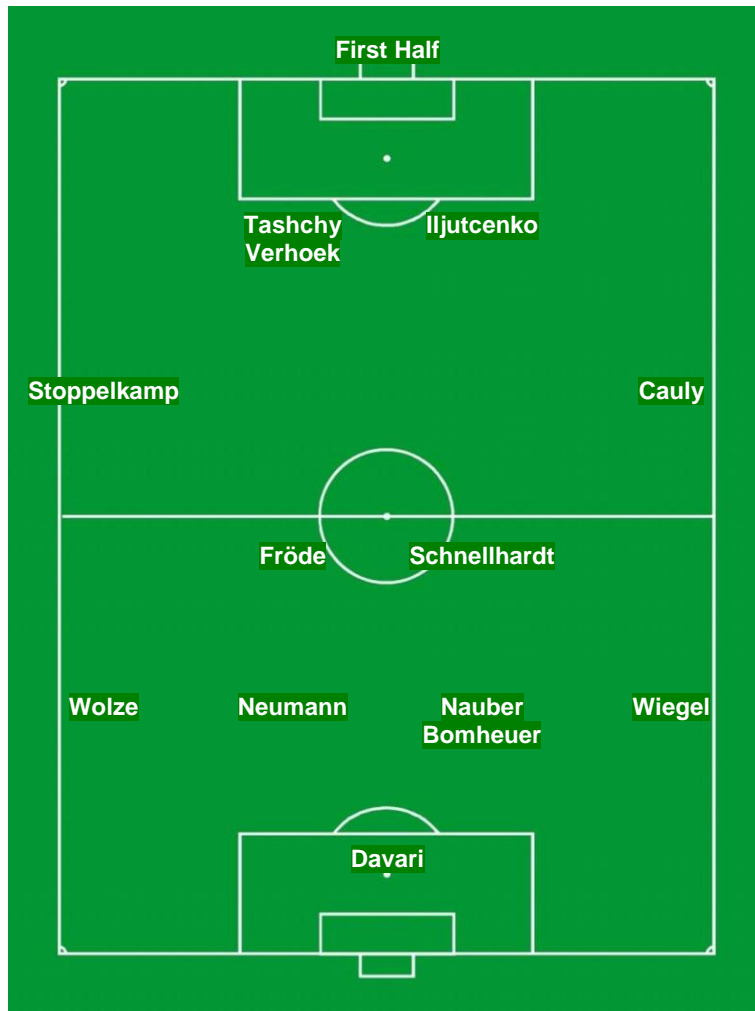 First Half
Tashchy Iljutcenko
Verhoek
Stoppelkamp Cauly
Fröde Schnellhardt
Wolze Neumann Nauber Wiegel
Bomheuer
Davari